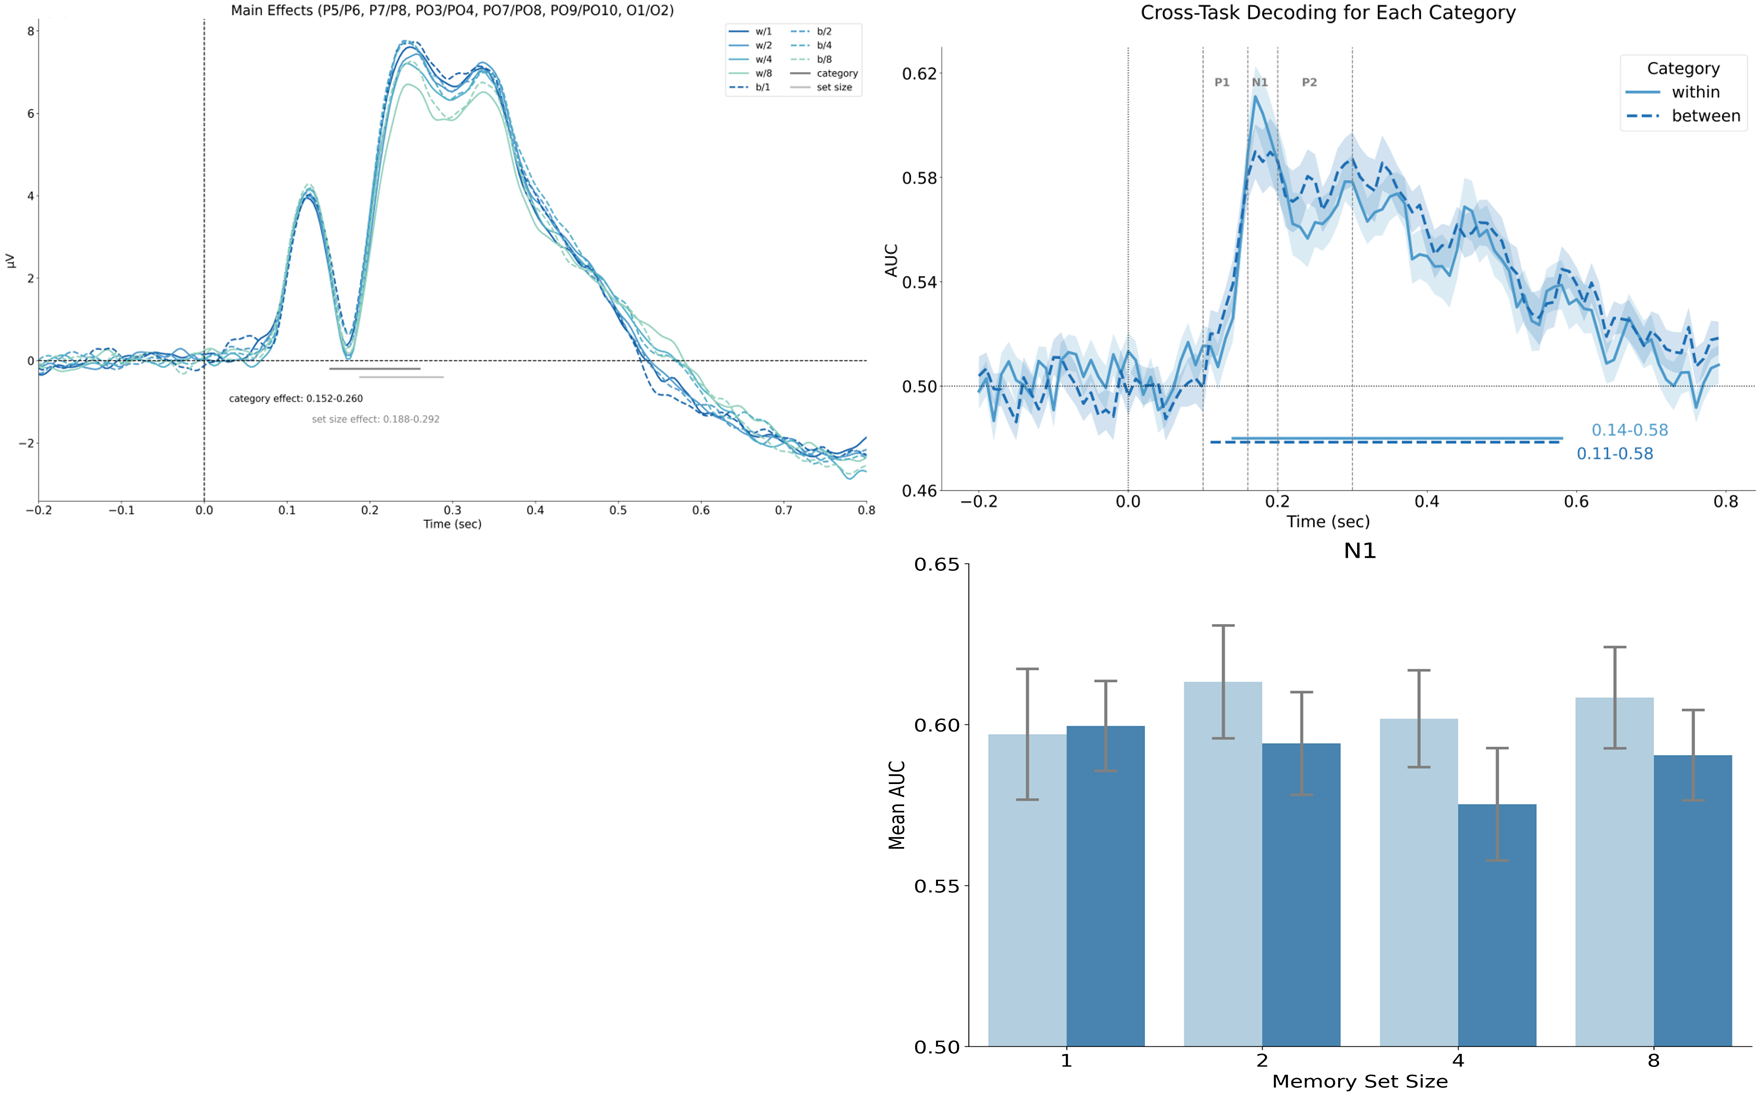 Main Effects (P5/P6, P7/P8, PO3/PO4, PO7/PO8, PO9/PO10, O1/O2)
8
6
4
2
0
−2
µV
w/1
w/2
w/4
w/8
b/1
b/2
b/4
b/8
category
set size
category effect: 0.152-0.260
set size effect: 0.188-0.292
−0.2 −0.1 0.0 0.1 0.2 0.3 0.4 0.5 0.6 0.7 0.8
Time (sec)
Cross-Task Decoding for Each Category
0.62
0.58
0.54
0.50
0.46
AUC
P1 N1 P2
Category
within
between
0.14-0.58
0.11-0.58
−0.2 0.0 0.2 0.4 0.6 0.8
Time (sec)
N1
0.65
0.60
0.55
0.50
Mean AUC
1 2 4 8
Memory Set Size